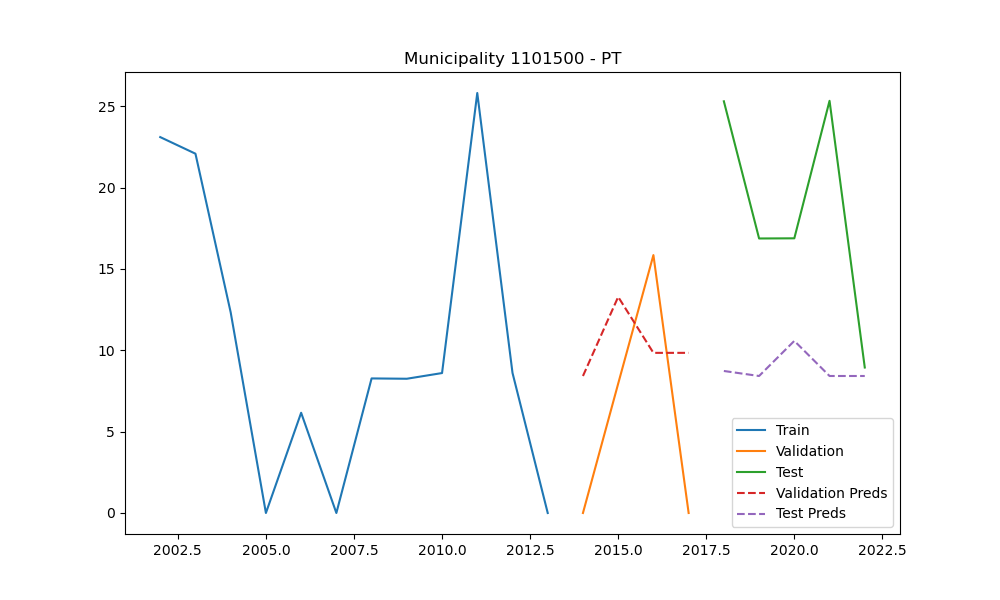 Municipality 1101500 - PT
25
20
15
10
5
0
2002.5 2005.0 2007.5 2010.0 2012.5 2015.0 2017.5 2020.0 2022.5
Train
Validation
Test
Validation Preds
Test Preds